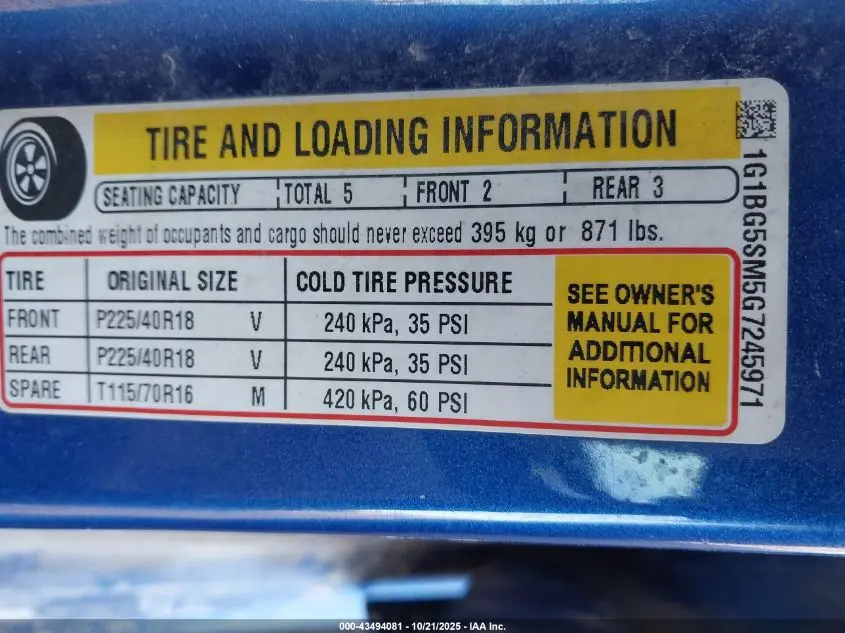 TIRE AND LOADING INFORMATION
SEATING CAPACITY TOTAL 5 FRONT 2 REAR 3
The combined weight of occupants and cargo should never exceed 395 kg or 871 lbs.
TIRE ORIGINAL SIZE COLD TIRE PRESSURE
FRONT P225/40R18 V 240 kPa, 35 PSI
REAR P225/40R18 V 240 kPa, 35 PSI
SPARE T115/70R16 M 420 kPa, 60 PSI
SEE OWNER'S
MANUAL FOR
ADDITIONAL
INFORMATION
1G1BG5SM5G7245971
000-43494081 - 10/21/2025 - IAA Inc.